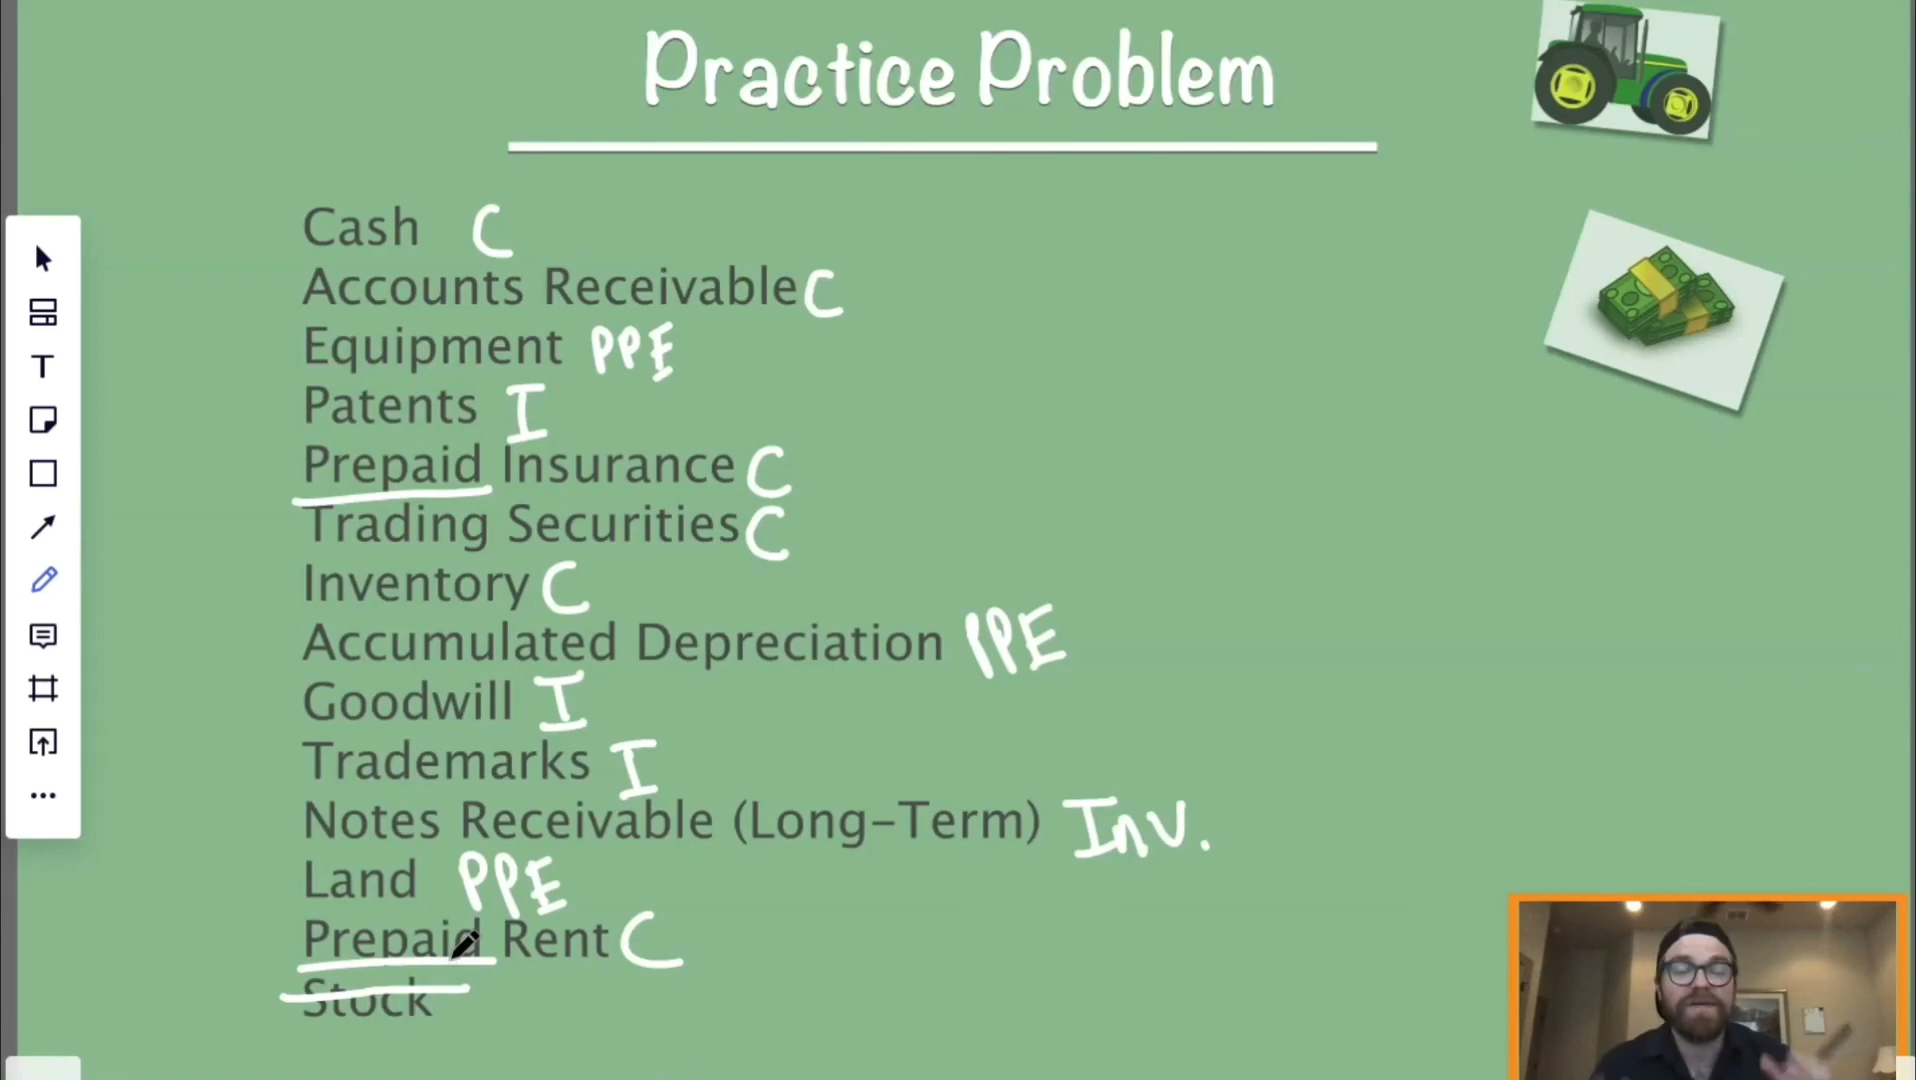 Practice Problem
Cash C
Accounts Receivable C
Equipment PPE
Patents I
Prepaid Insurance C
Trading Securities C
Inventory C
Accumulated Depreciation PPE
Goodwill I
Trademarks I
Notes Receivable (Long-Term) Inv.
Land PPE
Prepaid Rent C
Stock
T